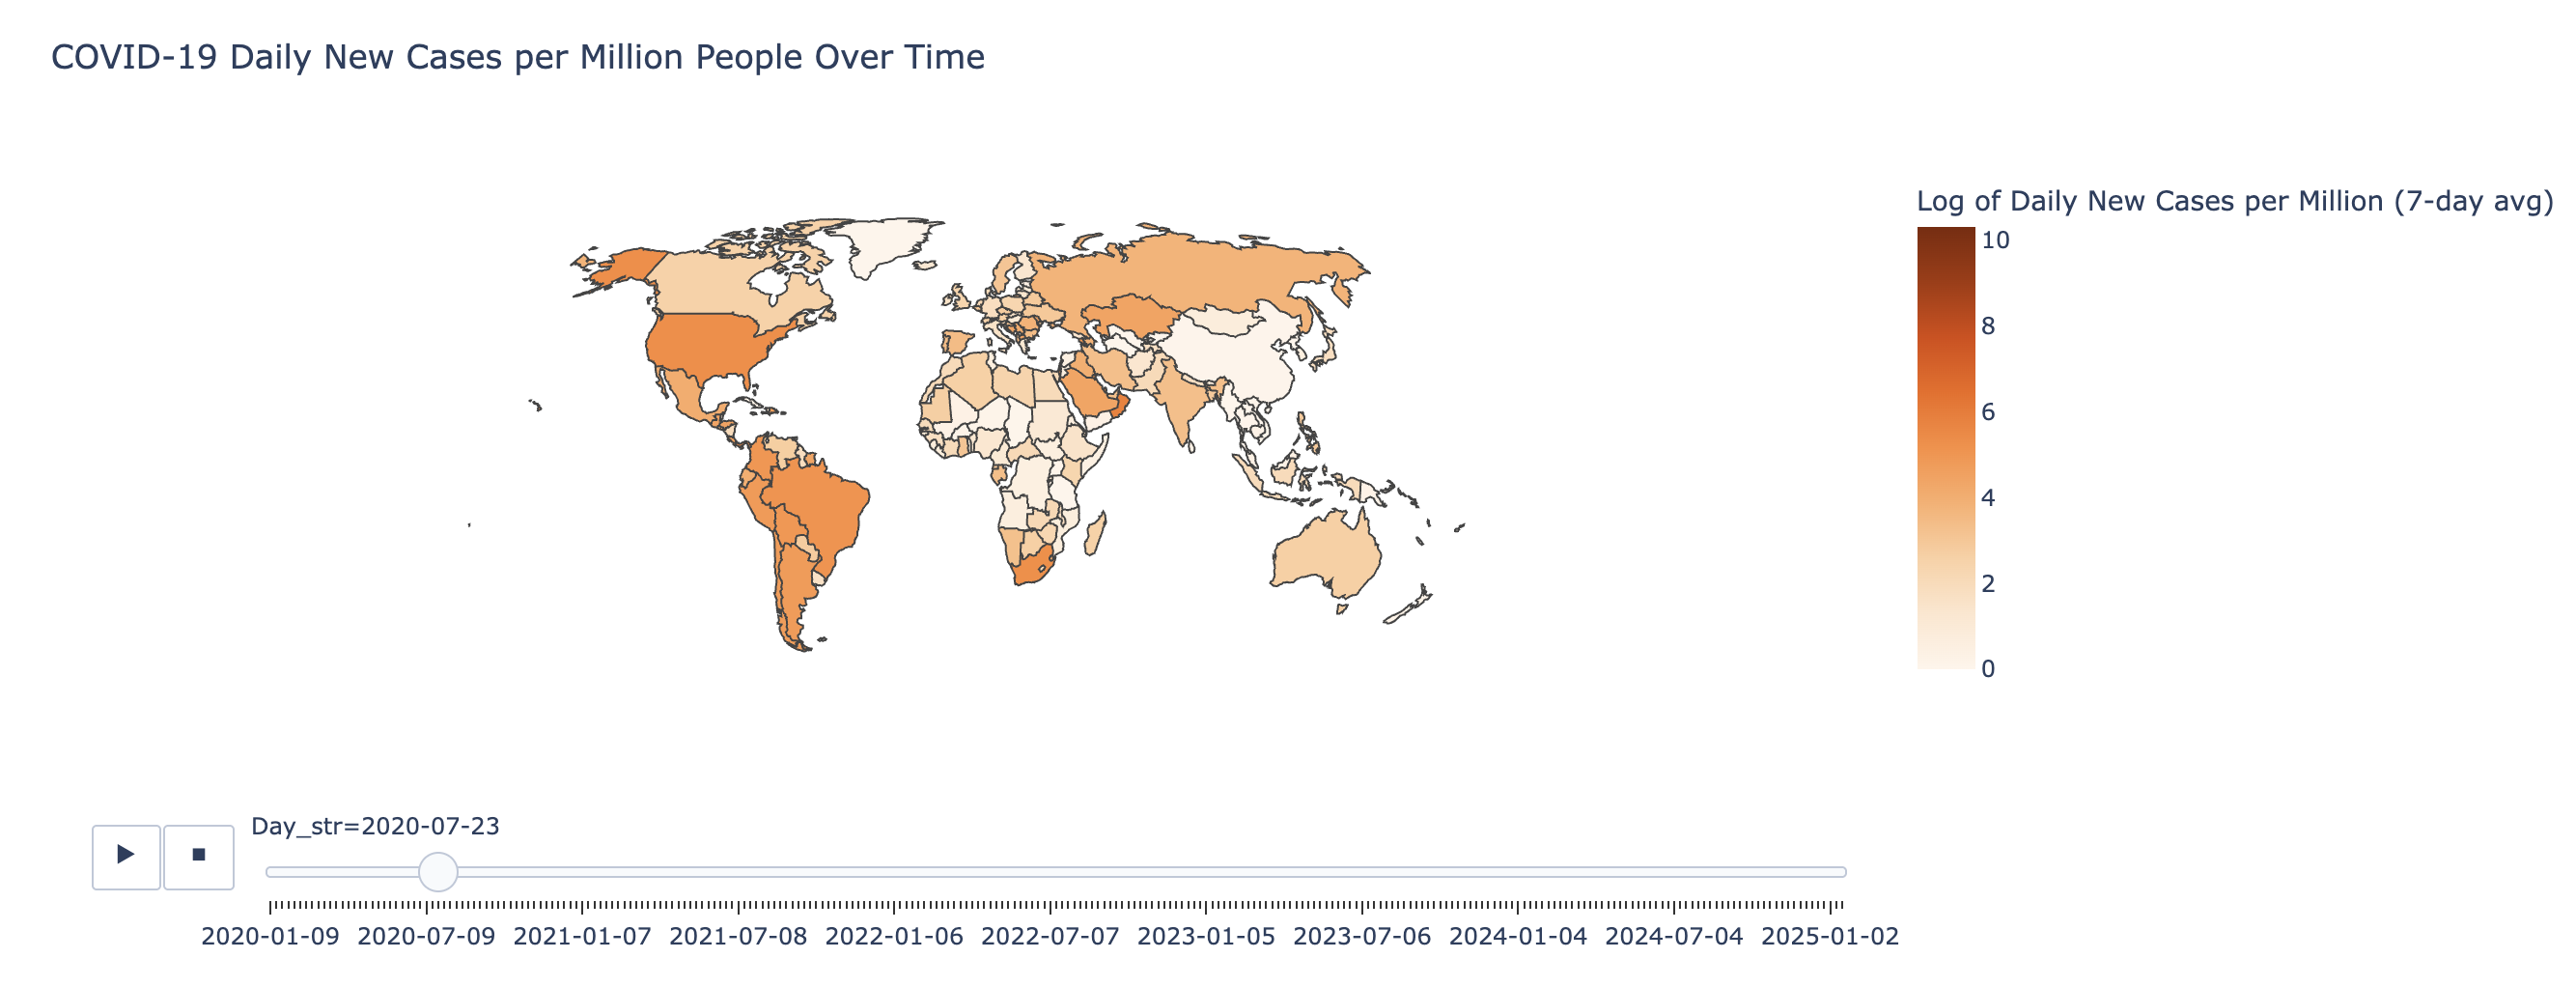 COVID-19 Daily New Cases per Million People Over Time
Log of Daily New Cases per Million (7-day avg)
10
8
6
4
2
0
Day_str=2020-07-23
2020-01-09 2020-07-09 2021-01-07 2021-07-08 2022-01-06 2022-07-07 2023-01-05 2023-07-06 2024-01-04 2024-07-04 2025-01-02